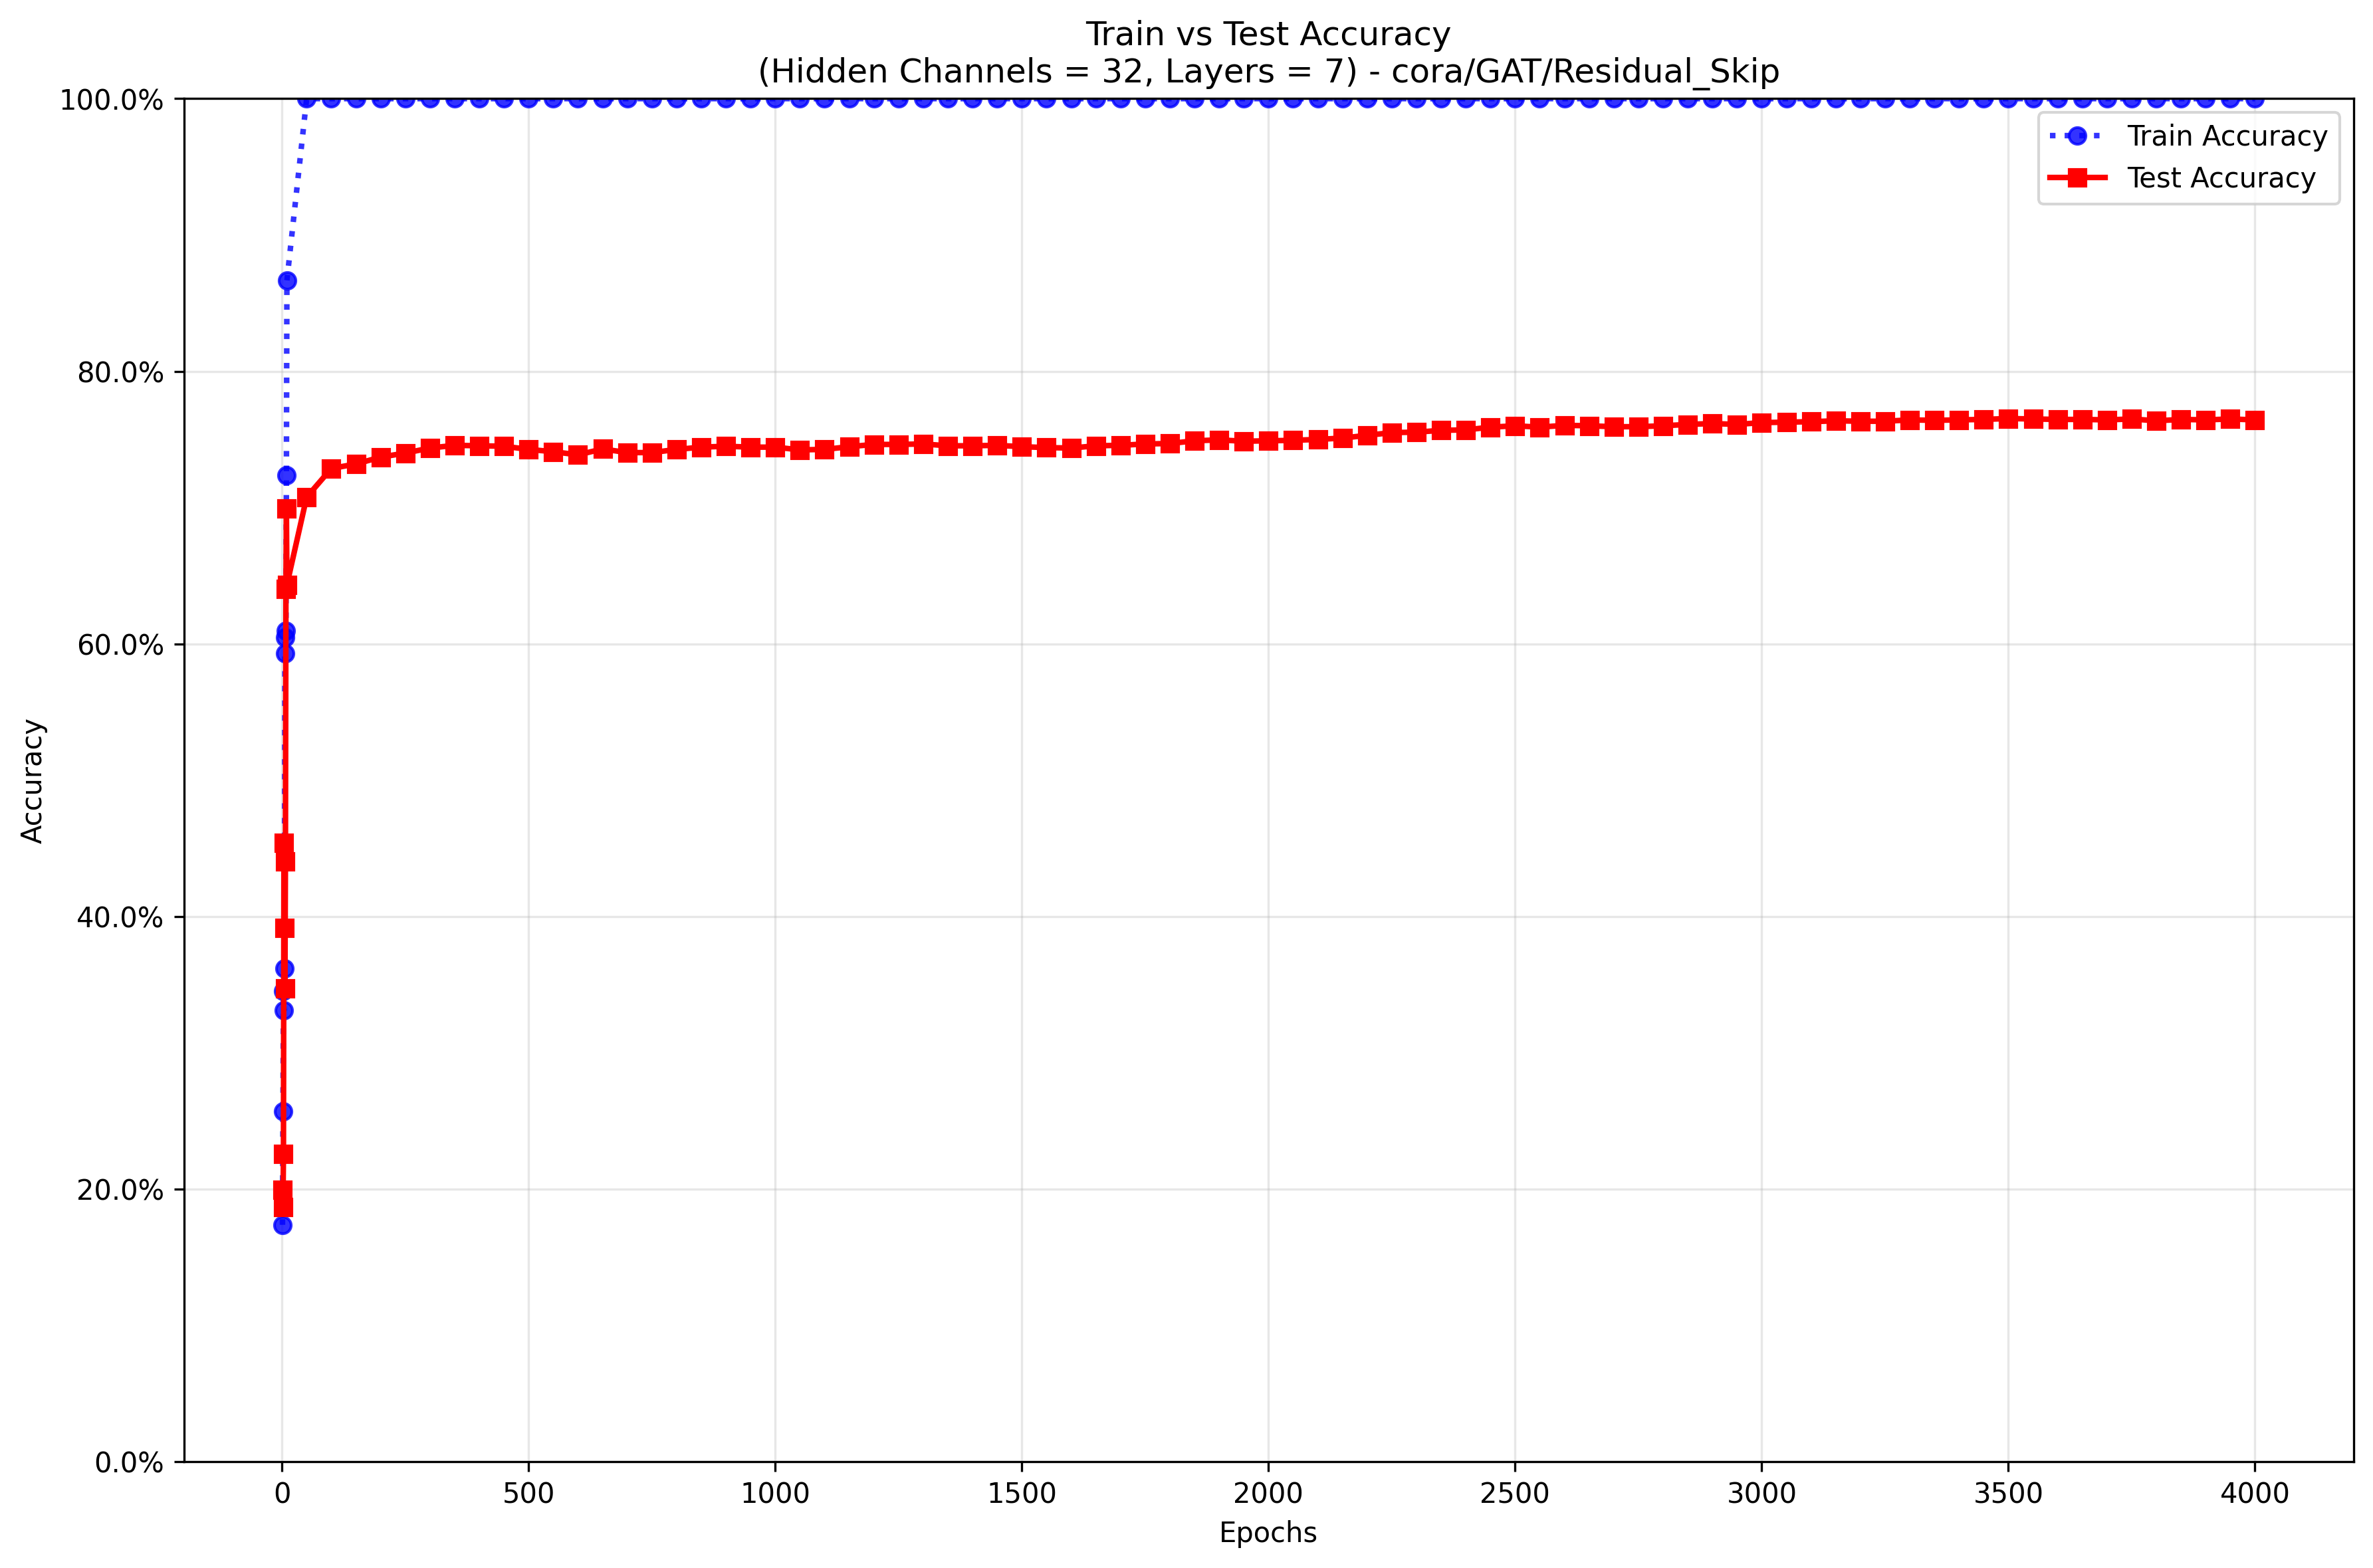 Train vs Test Accuracy
(Hidden Channels = 32, Layers = 7) - cora/GAT/Residual_Skip
100.0%
80.0%
60.0%
40.0%
20.0%
0.0%
Accuracy
Train Accuracy
Test Accuracy
0
500
1000
1500
2000
2500
3000
3500
4000
Epochs